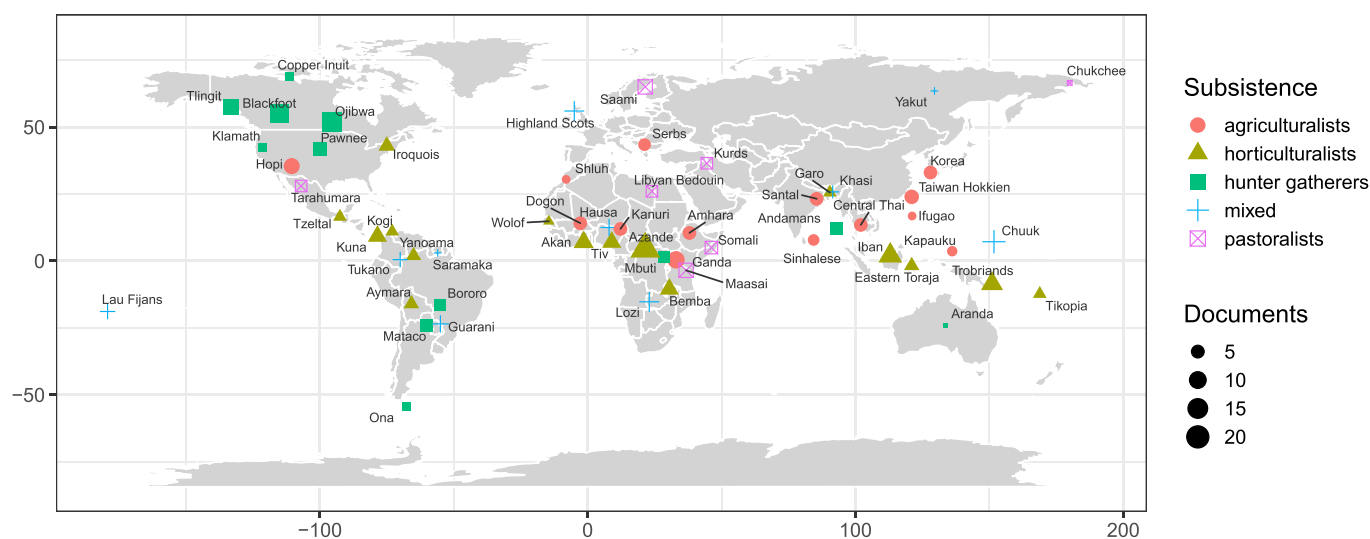 Chukchee
Copper Inuit
Tlingit
Blackfoot
Ojibwa
Saami
Yakut
50
Highland Scots
Klamath
Pawnee
Serbs
Iroquois
Kurds
Korea
Hopi
Shluh
Garo
Khasi
Libyan Bedouin
Taiwan Hokkien
Tarahumara
Santal
Dogon
Central Thai
Hausa
Kanuri
Amhara
Andamans
Ifugao
Tzeltal
Kogi
Wolof
Chuuk
Azande
Somali
Kapauku
Kuna
Yanoama
Akan
Tiv
Iban
Sinhalese
0
Tukano
Saramaka
Mbuti
Ganda
Eastern Toraja
Trobriands
Maasai
Aymara
Bororo
Lau Fijans
Bemba
Tikopia
Lozi
Aranda
Guarani
Mataco
−50
Ona
−100
0
100
200
Subsistence
agriculturalists
horticulturalists
hunter gatherers
mixed
pastoralists
Documents
5
10
15
20